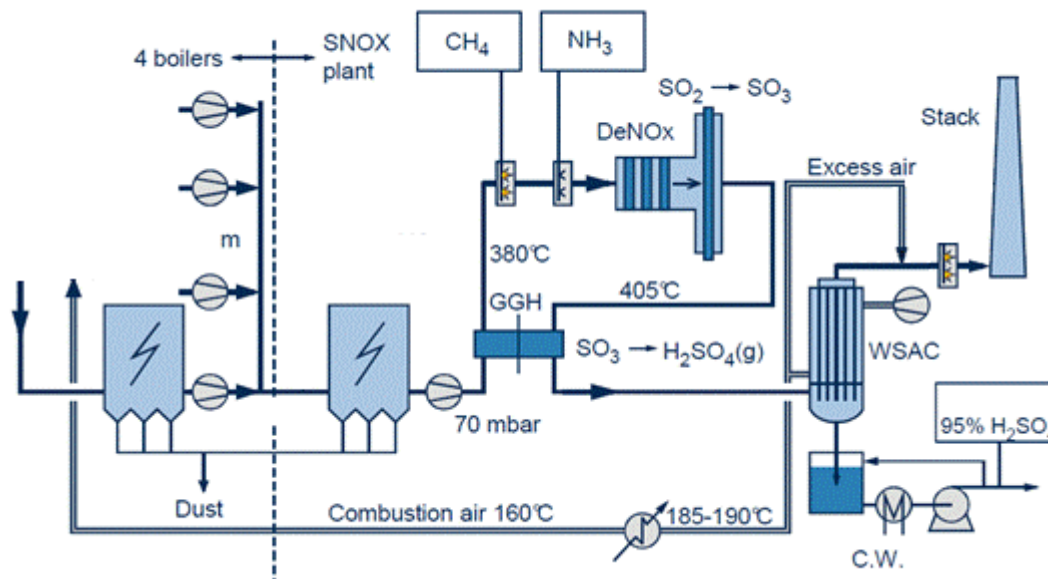 4 boilers
SNOX
plant
CH4
NH3
SO2 → SO3
DeNOx
Stack
Excess air
m
380°C
405°C
GGH
SO3 → H2SO4(g)
WSAC
70 mbar
95% H2SO
Dust
Combustion air 160°C
185-190°C
C.W.